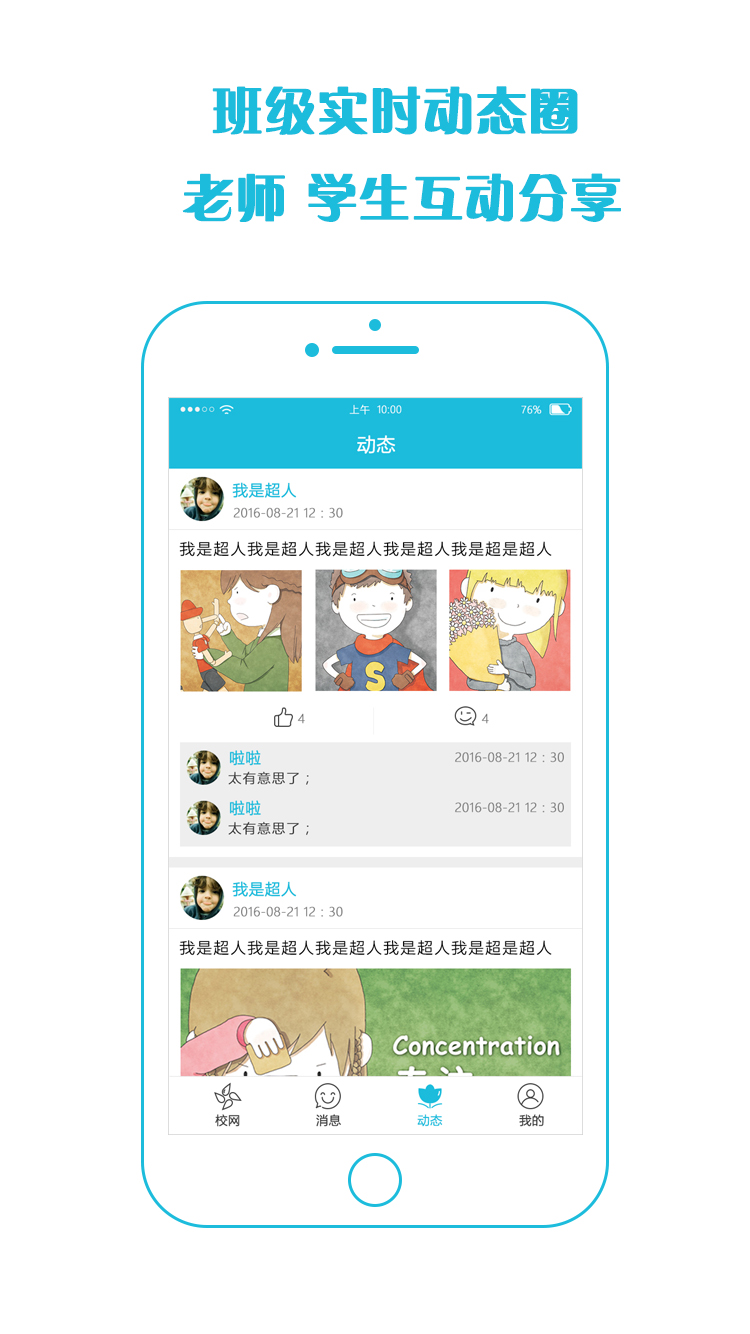 班级实时动态圈
老师 学生互动分享
上午 10:00
76%
动态
我是超人
2016-08-21 12：30
我是超人我是超人我是超人我是超人我是超是超人
S
4
4
啦啦
2016-08-21 12：30
太有意思了；
啦啦
2016-08-21 12：30
太有意思了；
我是超人
2016-08-21 12：30
我是超人我是超人我是超人我是超人我是超是超人
Concentration
校网
消息
动态
我的